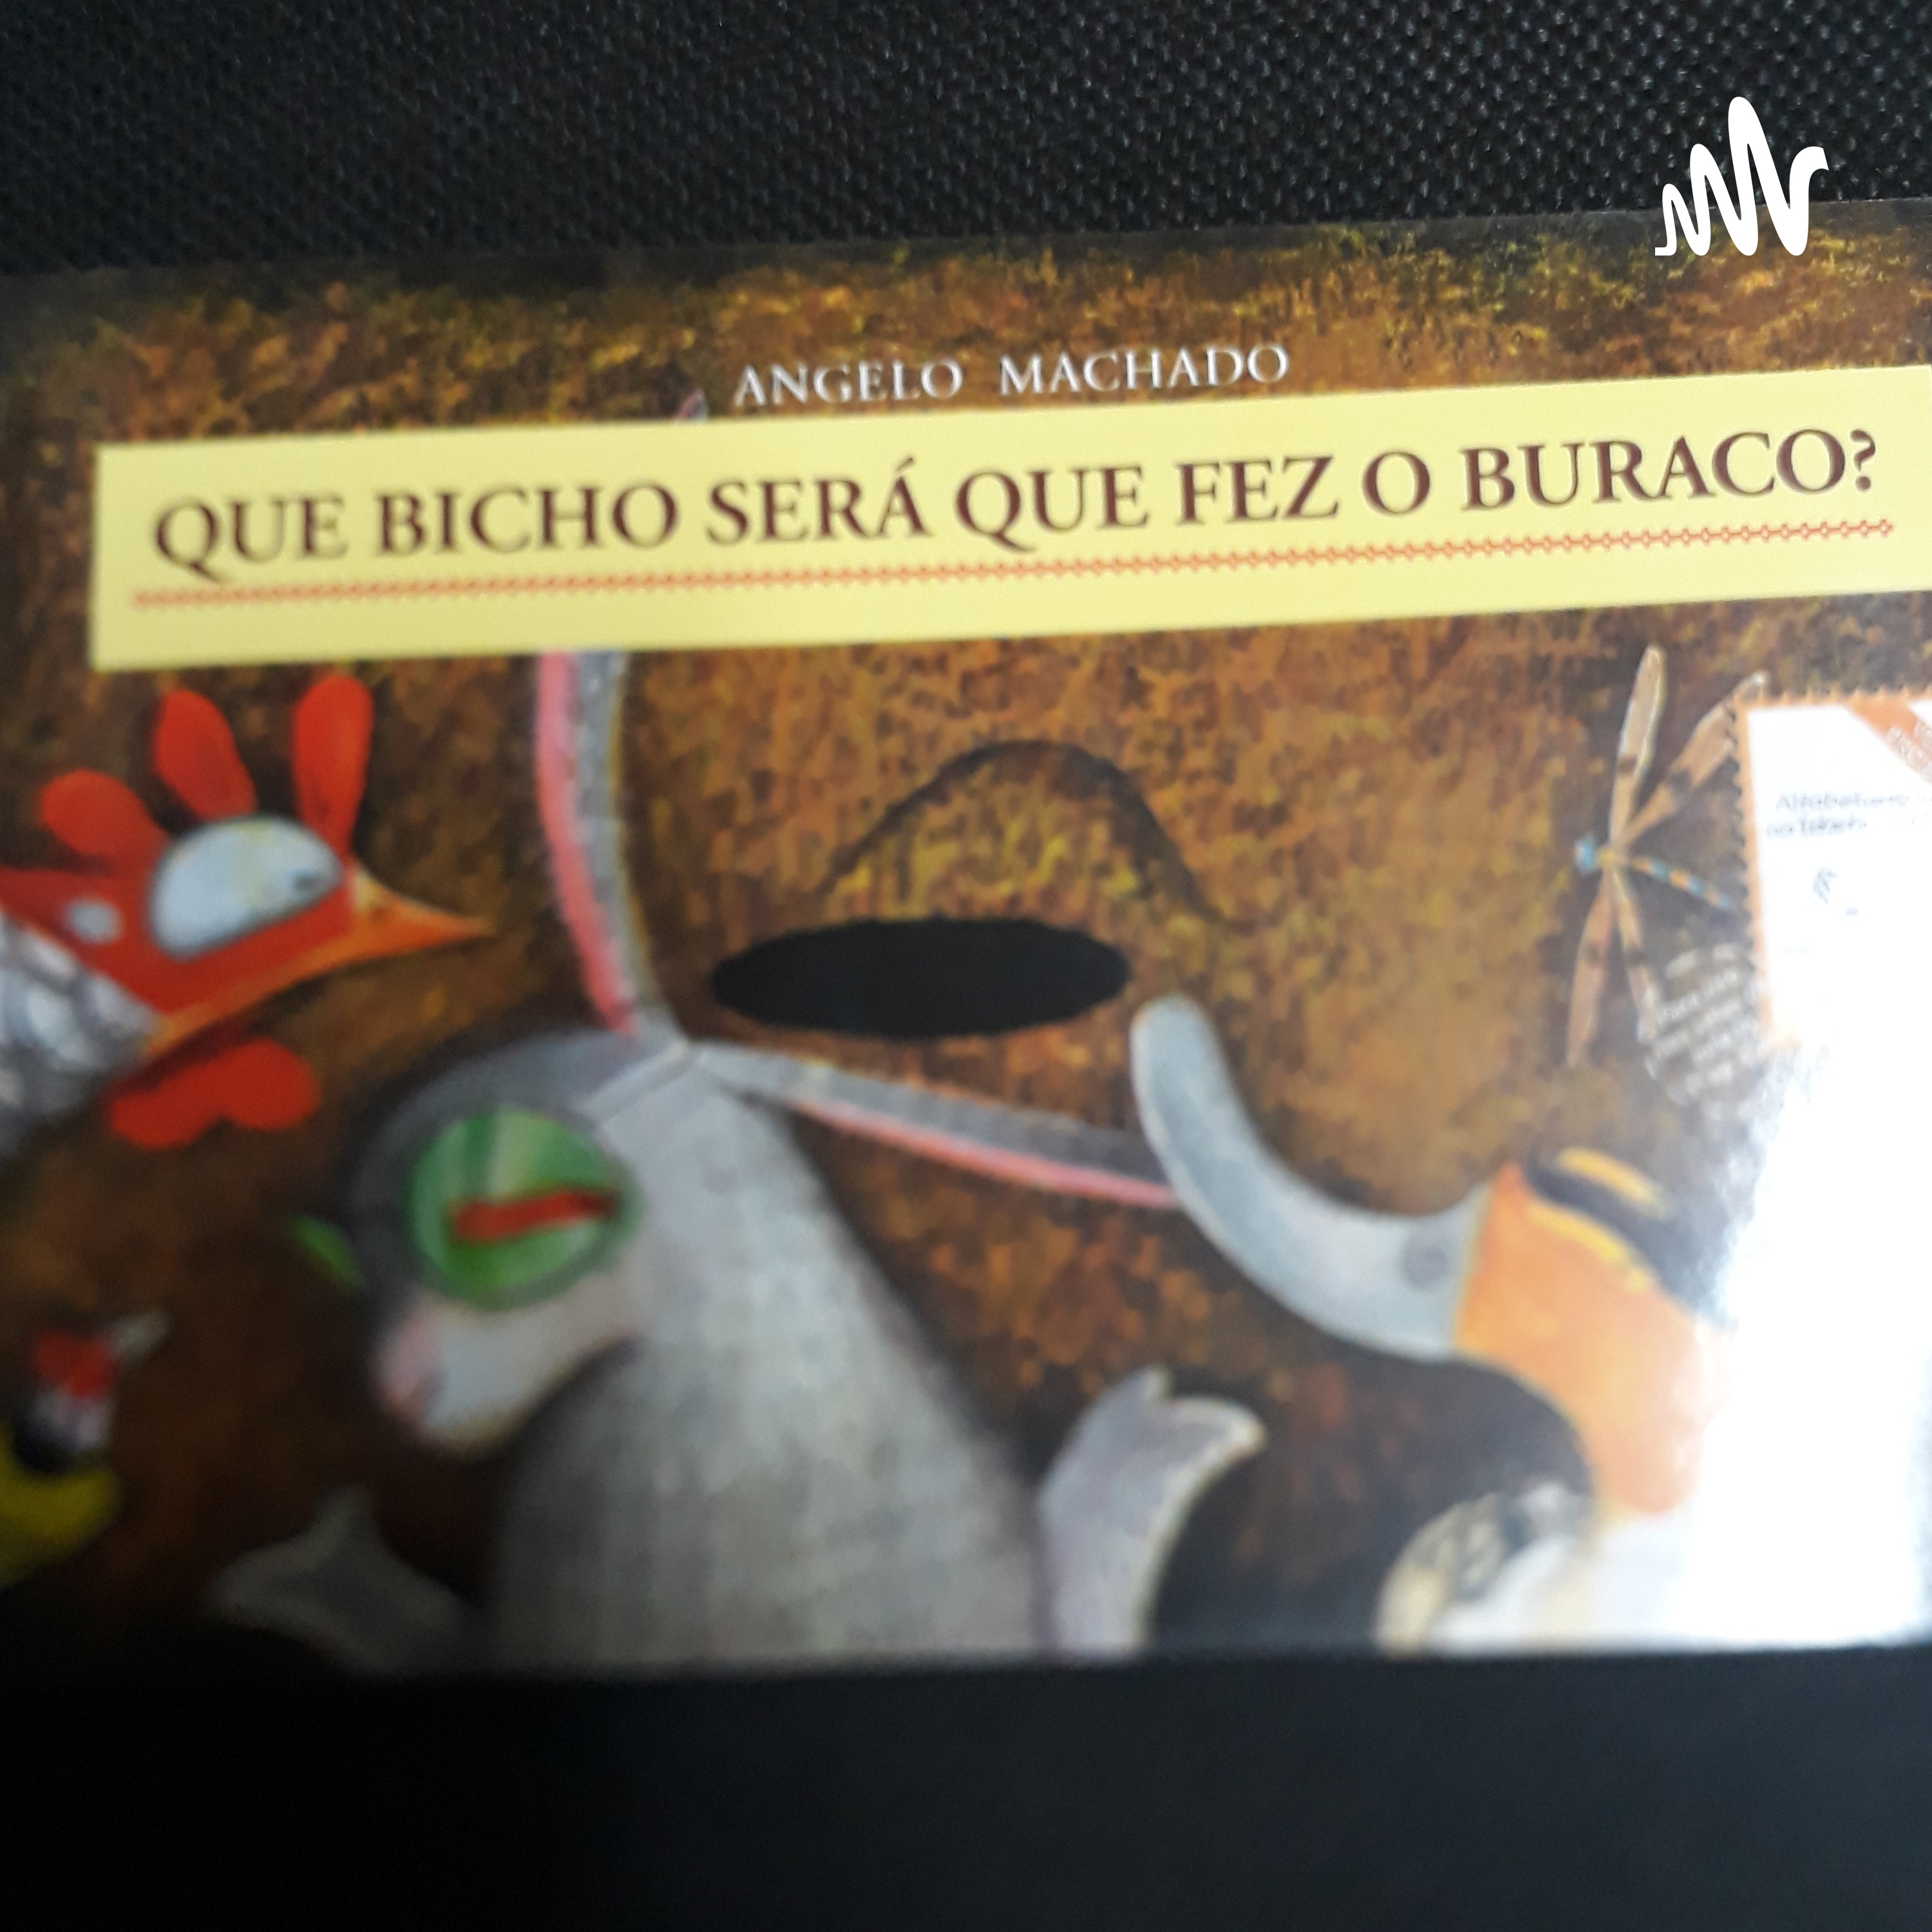 ANGELO MACHADO
QUE BICHO SERÁ QUE FEZ O BURACO?